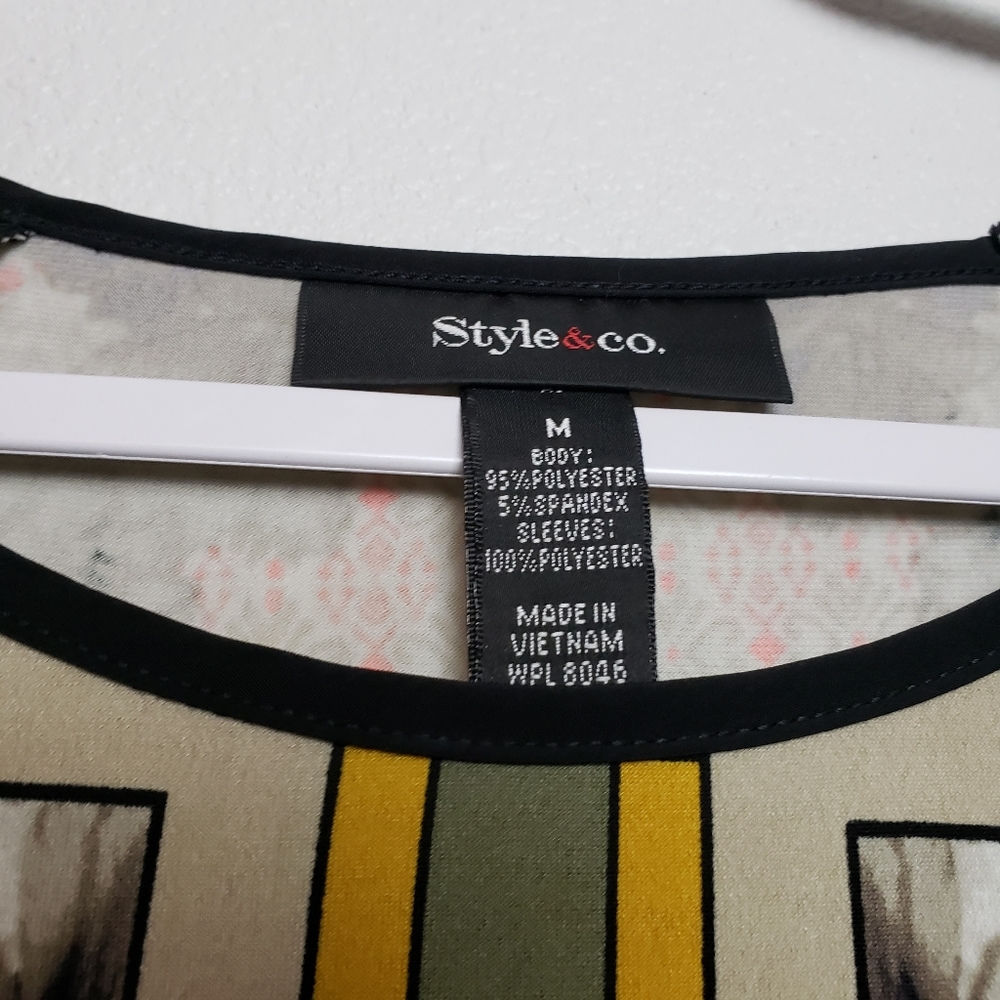 Style&co.
M
BODY:
95%POLYESTER
5%SPANDEX
SLEEVES:
100%POLYESTER
MADE IN
VIETNAM
WPL 8046